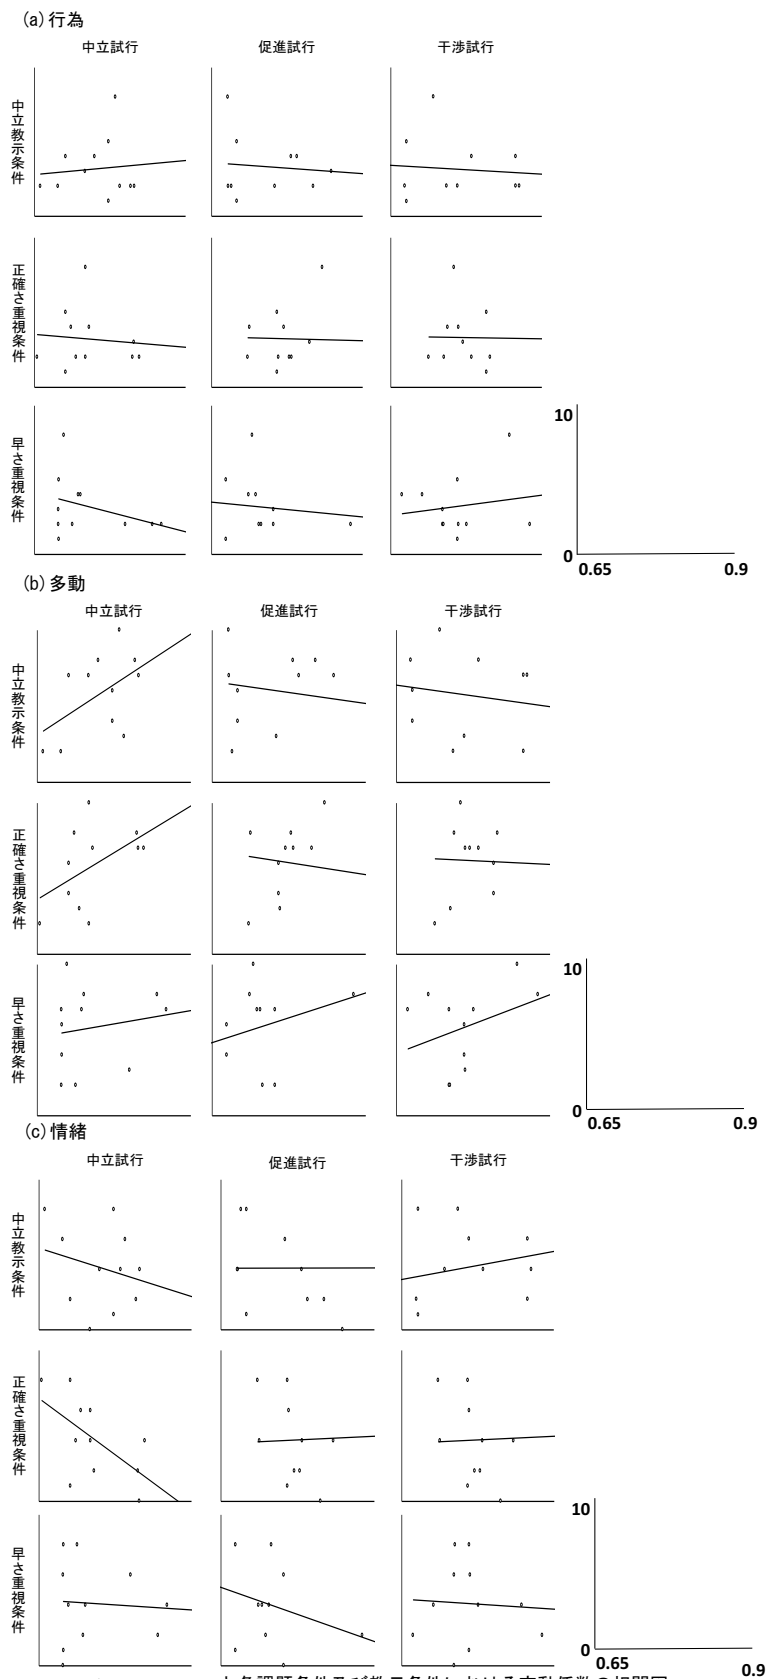 (a)行為
中立試行 促進試行 干渉試行
中立教示条件
正確さ重視条件
早さ重視条件
10
0
0.65 0.9
(b)多動
中立試行 促進試行 干渉試行
中立教示条件
正確さ重視条件
早さ重視条件
10
0
0.65 0.9
(c)情緒
中立試行 促進試行 干渉試行
中立教示条件
正確さ重視条件
早さ重視条件
10
0
0.65 0.9